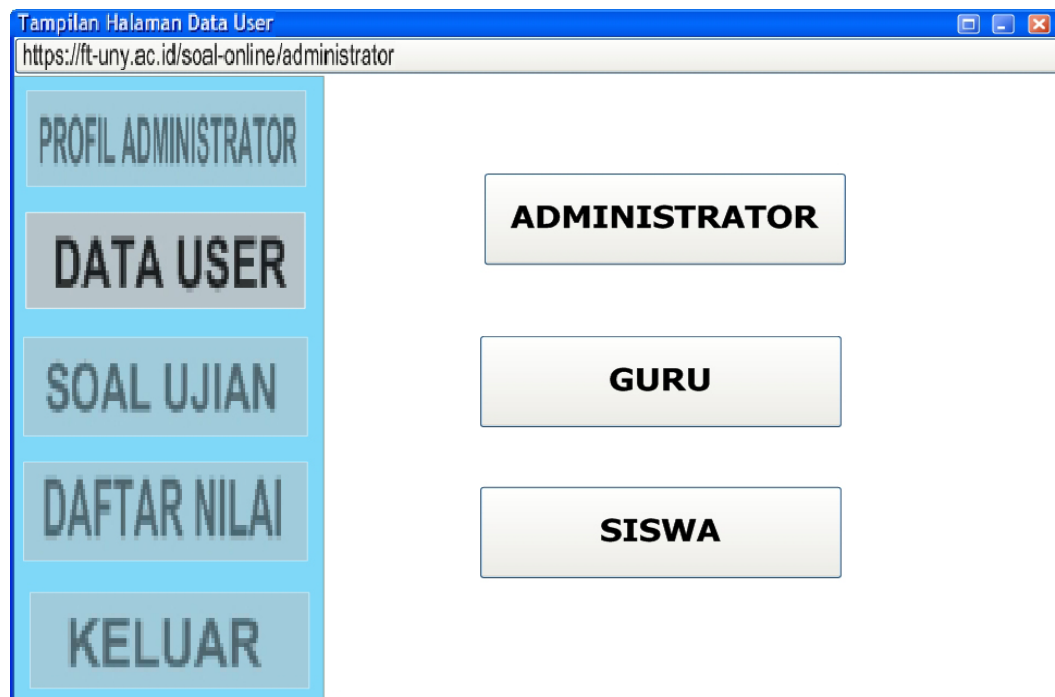 Tampilan Halaman Data User
https://ft-uny.ac.id/soal-online/administrator
PROFIL ADMINISTRATOR
DATA USER
SOAL UJIAN
DAFTAR NILAI
KELUAR
ADMINISTRATOR
GURU
SISWA